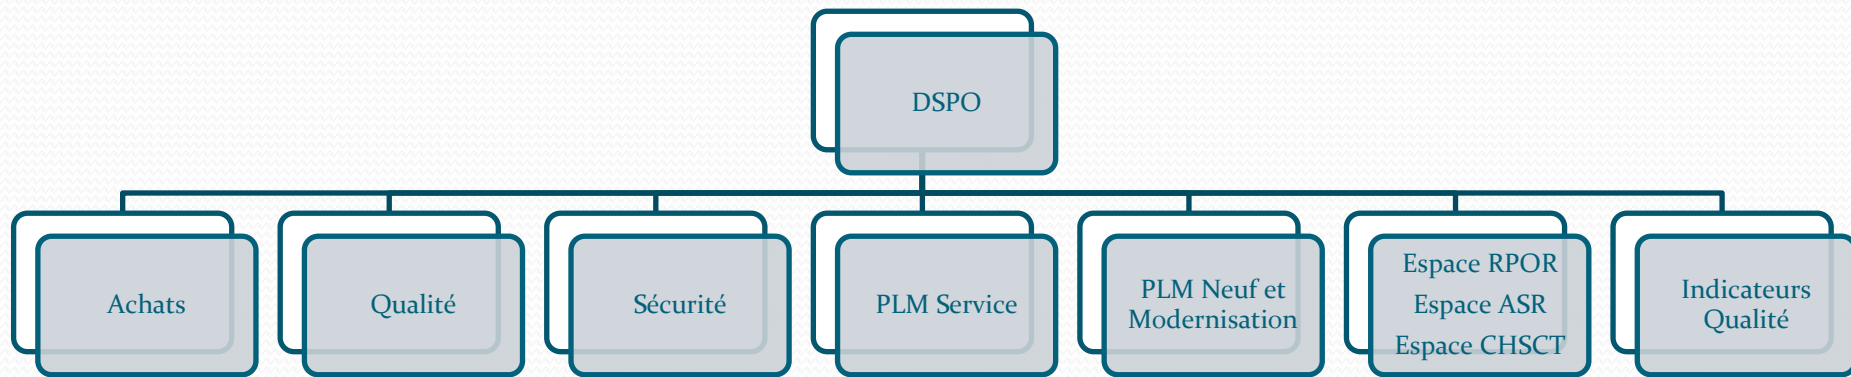 DSPO
Achats
Qualité
Sécurité
PLM Service
PLM Neuf et
Modernisation
Espace RPOR
Espace ASR
Espace CHSCT
Indicateurs
Qualité